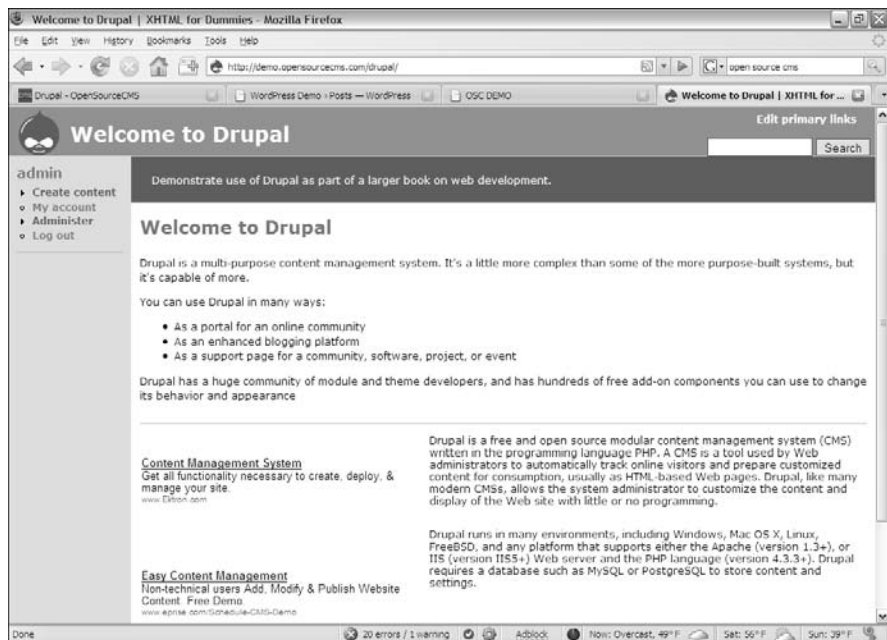 Welcome to Drupal | XHTML for Dummies - Mozilla Firefox
File Edit View History Bookmarks Tools Help
http://demo.opensourcecms.com/drupal/
open source cms
Drupal - OpenSourceCMS
WordPress Demo › Posts — WordPress
OSC DEMO
Welcome to Drupal | XHTML for ...
Edit primary links
Welcome to Drupal
Search
admin
Create content
My account
Administer
Log out
Demonstrate use of Drupal as part of a larger book on web development.
Welcome to Drupal
Drupal is a multi-purpose content management system. It's a little more complex than some of the more purpose-built systems, but
it's capable of more.
You can use Drupal in many ways:
• As a portal for an online community
• As an enhanced blogging platform
• As a support page for a community, software, project, or event
Drupal has a huge community of module and theme developers, and has hundreds of free add-on components you can use to change
its behavior and appearance
Content Management System
Get all functionality necessary to create, deploy, &
manage your site.
www.Ektron.com
Easy Content Management
Non-technical users Add, Modify & Publish Website
Content. Free Demo.
www.eprise.com/Schedule-CMS-Demo
Drupal is a free and open source modular content management system (CMS)
written in the programming language PHP. A CMS is a tool used by Web
administrators to automatically track online visitors and prepare customized
content for consumption, usually as HTML-based Web pages. Drupal, like many
modern CMSs, allows the system administrator to customize the content and
display of the Web site with little or no programming.
Drupal runs in many environments, including Windows, Mac OS X, Linux,
FreeBSD, and any platform that supports either the Apache (version 1.3+), or
IIS (version IIS5+) Web server and the PHP language (version 4.3.3+). Drupal
requires a database such as MySQL or PostgreSQL to store content and
settings.
Done
20 errors / 1 warning
Adblock
Now: Overcast, 49° F
Sat: 56° F
Sun: 39° F